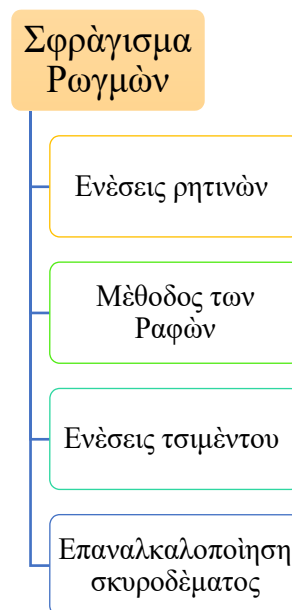 Σφρὰγισμα
Ρωγμὼν
Ενὲσεις ρητινὼν
Μὲθοδος των
Ραφὼν
Ενὲσεις τσιμὲντου
Επαναλκαλοποὶηση
σκυροδὲματος